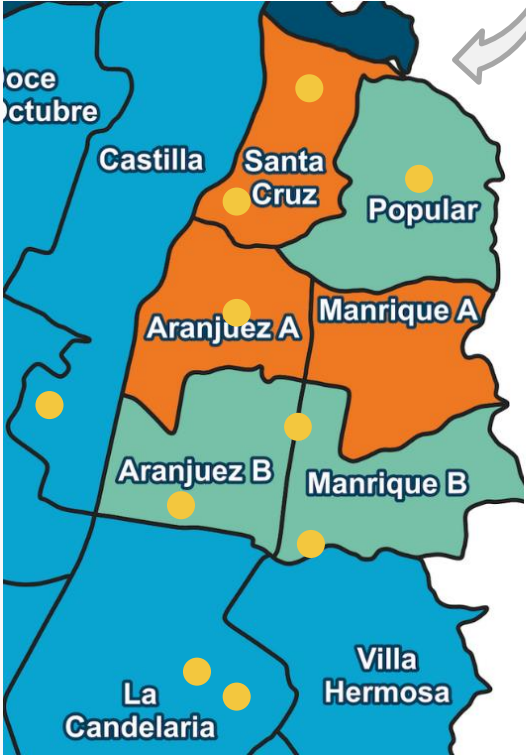 oce
ctubre
Castilla
Santa
Cruz
Popular
Aranjuez A
Manrique A
Aranjuez B
Manrique B
Villa
Hermosa
La
Candelaria